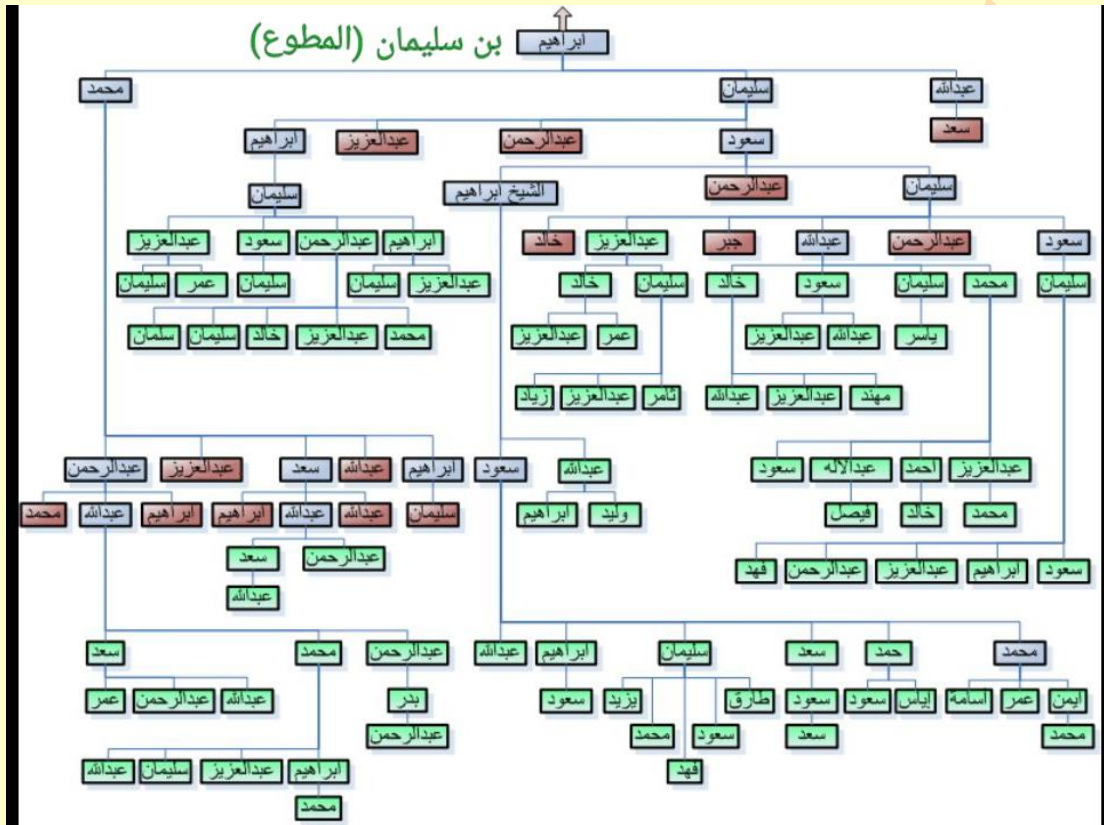 ابراهيم بن سليمان (المطوع)
عبدالله سليمان محمد
سعد
سعود عبدالرحمن عبدالعزيز ابراهيم
سليمان عبدالرحمن الشيخ ابراهيم سليمان
سعود عبدالرحمن عبدالله جبر عبدالعزيز خالد ابراهيم عبدالرحمن سعود عبدالعزيز
سليمان محمد سليمان سعود خالد سليمان خالد عبدالعزيز سليمان سليمان عمر سليمان
ياسر عبدالله عبدالعزيز عمر عبدالعزيز محمد عبدالعزيز خالد سليمان سلمان
مهند عبدالعزيز عبدالله ثامر عبدالعزيز زياد
عبدالعزيز احمد عبدالاله سعود عبدالله سعود ابراهيم عبدالله سعد عبدالعزيز عبدالرحمن
محمد خالد فيصل وليد ابراهيم سليمان عبدالله عبدالله ابراهيم ابراهيم عبدالله محمد
عبدالرحمن سعد
سعود ابراهيم عبدالعزيز عبدالرحمن فهد
عبدالله
محمد حمد سعد سليمان ابراهيم عبدالله عبدالرحمن محمد سعد
ايمن عمر اسامة إياس سعود سعود طارق يزيد سعود بدر عبدالله عبدالرحمن عمر
محمد سعد سعود محمد عبدالرحمن
فهد ابراهيم عبدالعزيز سليمان عبدالله
محمد